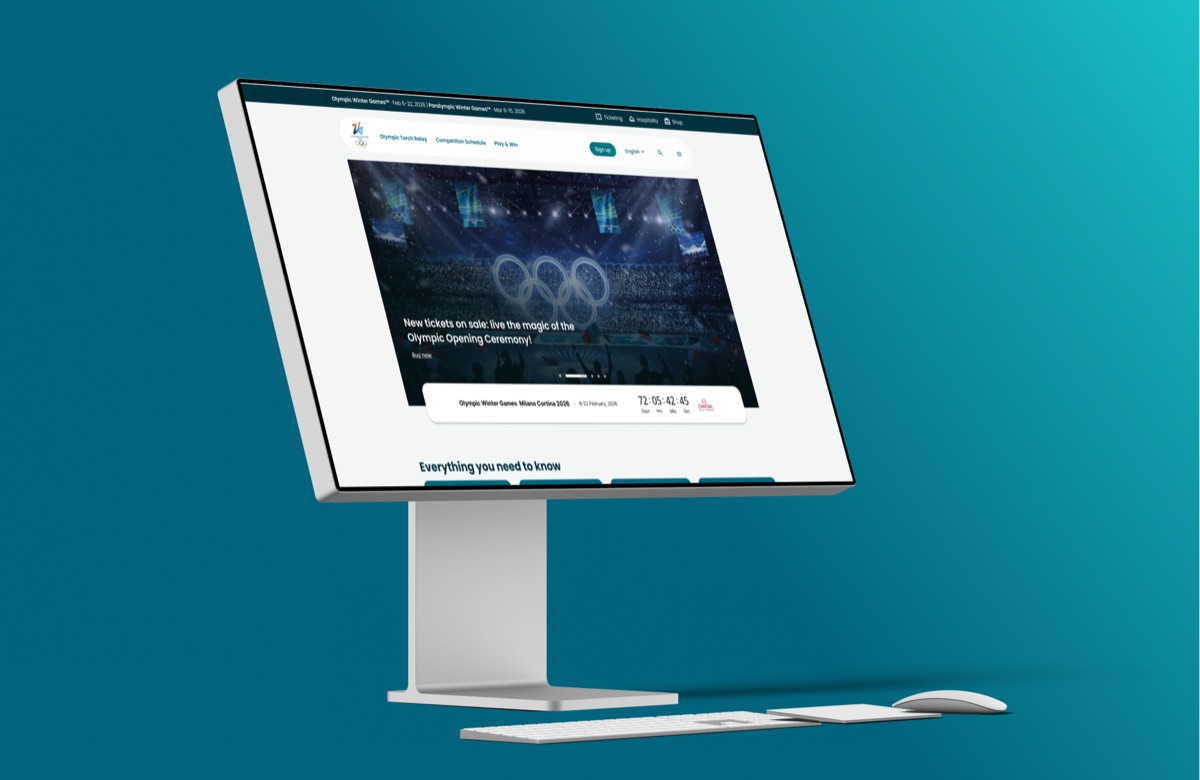 Olympic Winter Games™ · Feb 6-22, 2026 | Paralympic Winter Games™ · Mar 6-15, 2026
Ticketing Hospitality Shop
Olympic Torch Relay Competition Schedule Play & Win Sign up English
New tickets on sale: live the magic of the
Olympic Opening Ceremony!
Buy now
Olympic Winter Games Milano Cortina 2026 - 6-22 February, 2026
72:05:42:45
Days Hrs Min Sec
OMEGA
Everything you need to know